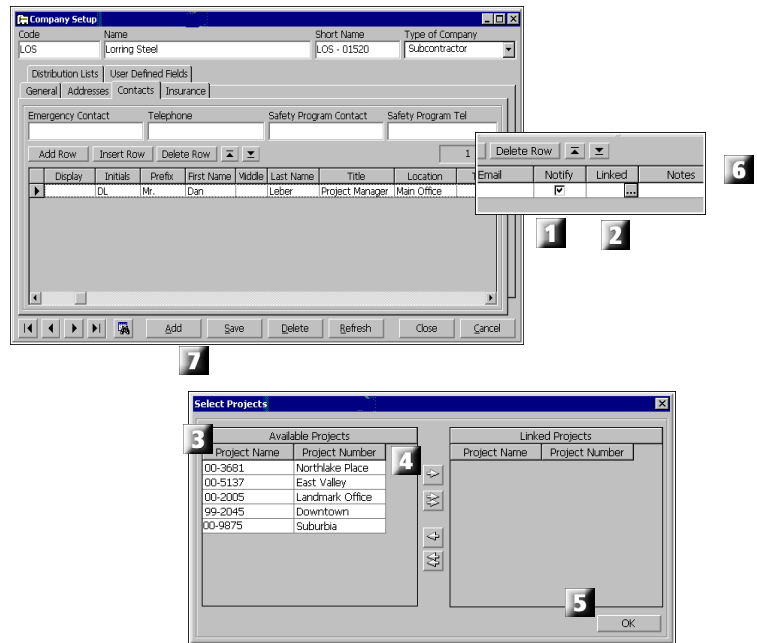 Company Setup
Code Name Short Name Type of Company
LOS Lorring Steel LOS - 01520 Subcontractor
Distribution Lists User Defined Fields
General Addresses Contacts Insurance
Emergency Contact Telephone Safety Program Contact Safety Program Tel
Add Row Insert Row Delete Row 1
Display Initials Prefix First Name Middle Last Name Title Location T
DL Mr. Dan Leber Project Manager Main Office
Add Save Delete Refresh Close Cancel
7
Delete Row
Email Notify Linked Notes
...
6
1 2
Select Projects
3 Available Projects
Project Name Project Number
4
00-3681 Northlake Place
00-5137 East Valley
00-2005 Landmark Office
99-2045 Downtown
00-9875 Suburbia
Linked Projects
Project Name Project Number
5
OK